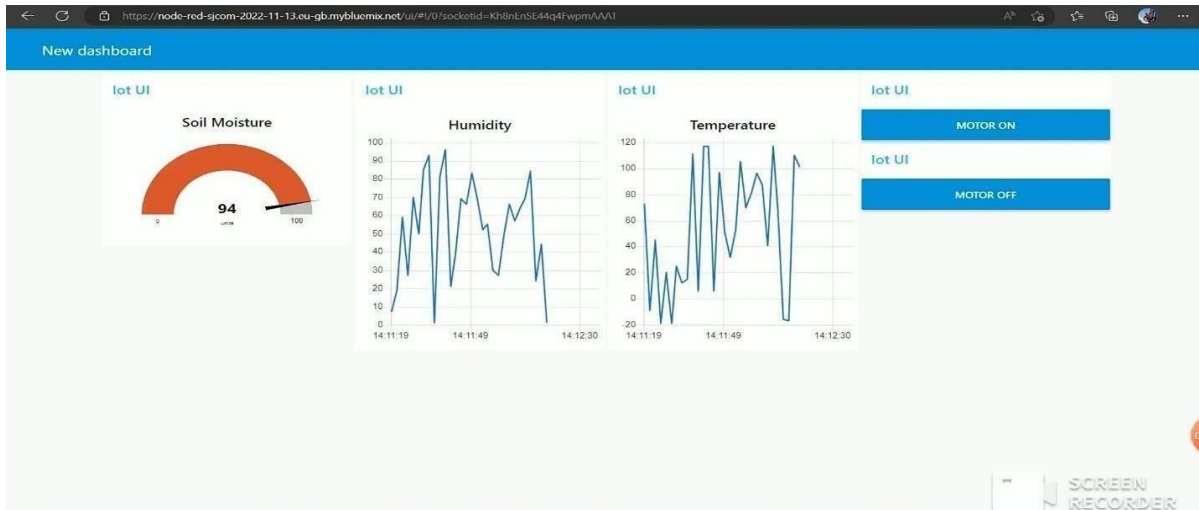 https://node-red-sjcom-2022-11-13.eu-gb.mybluemix.net/ui/#!/0?socketid=
New dashboard
Iot UI
Soil Moisture
94
units
0
100
Iot UI
Humidity
100
90
80
70
60
50
40
30
20
10
0
14:11:19 14:11:49 14:12:30
Iot UI
Temperature
120
100
80
60
40
20
0
-20
14:11:19 14:11:49 14:12:30
Iot UI
MOTOR ON
Iot UI
MOTOR OFF
SCREEN
RECORDER